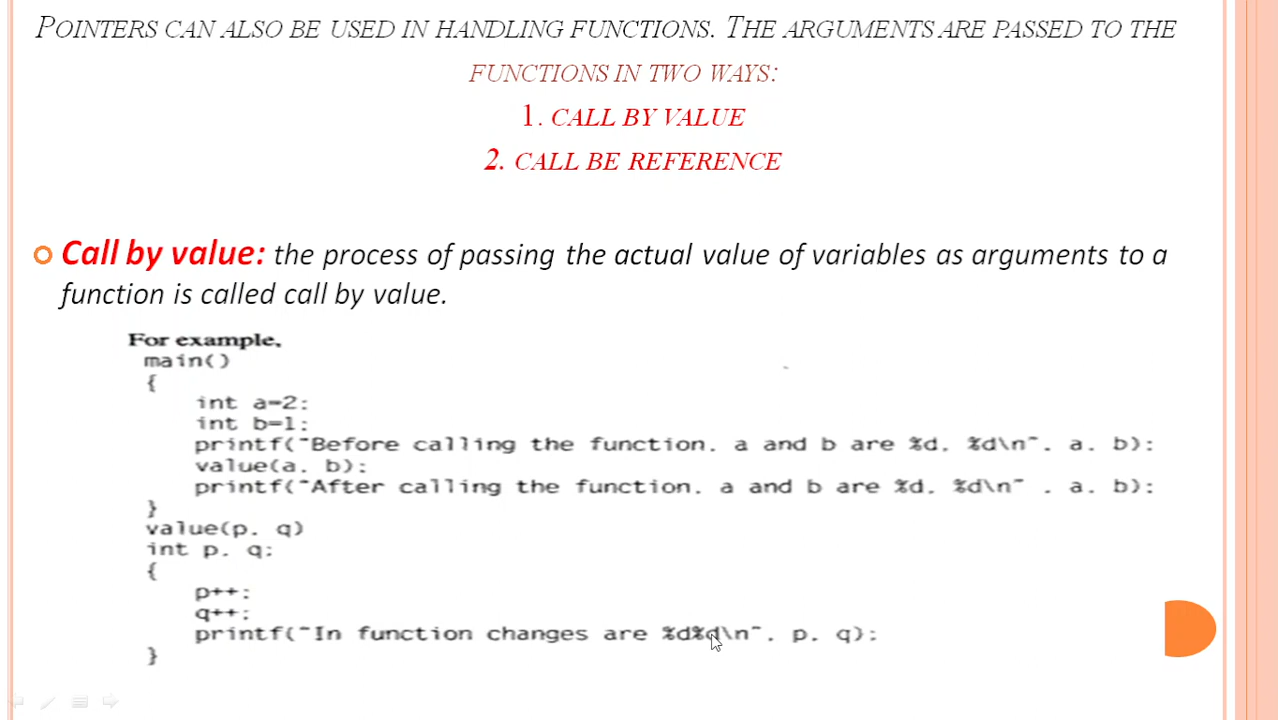 POINTERS CAN ALSO BE USED IN HANDLING FUNCTIONS. THE ARGUMENTS ARE PASSED TO THE
FUNCTIONS IN TWO WAYS:
1. CALL BY VALUE
2. CALL BE REFERENCE
Call by value: the process of passing the actual value of variables as arguments to a
function is called call by value.
For example,
main()
{
int a=2;
int b=1;
printf("Before calling the function, a and b are %d, %d\n", a, b);
value(a, b);
printf("After calling the function, a and b are %d, %d\n" , a, b);
}
value(p, q)
int p, q;
{
p++;
q++;
printf("In function changes are %d%d\n", p, q);
}